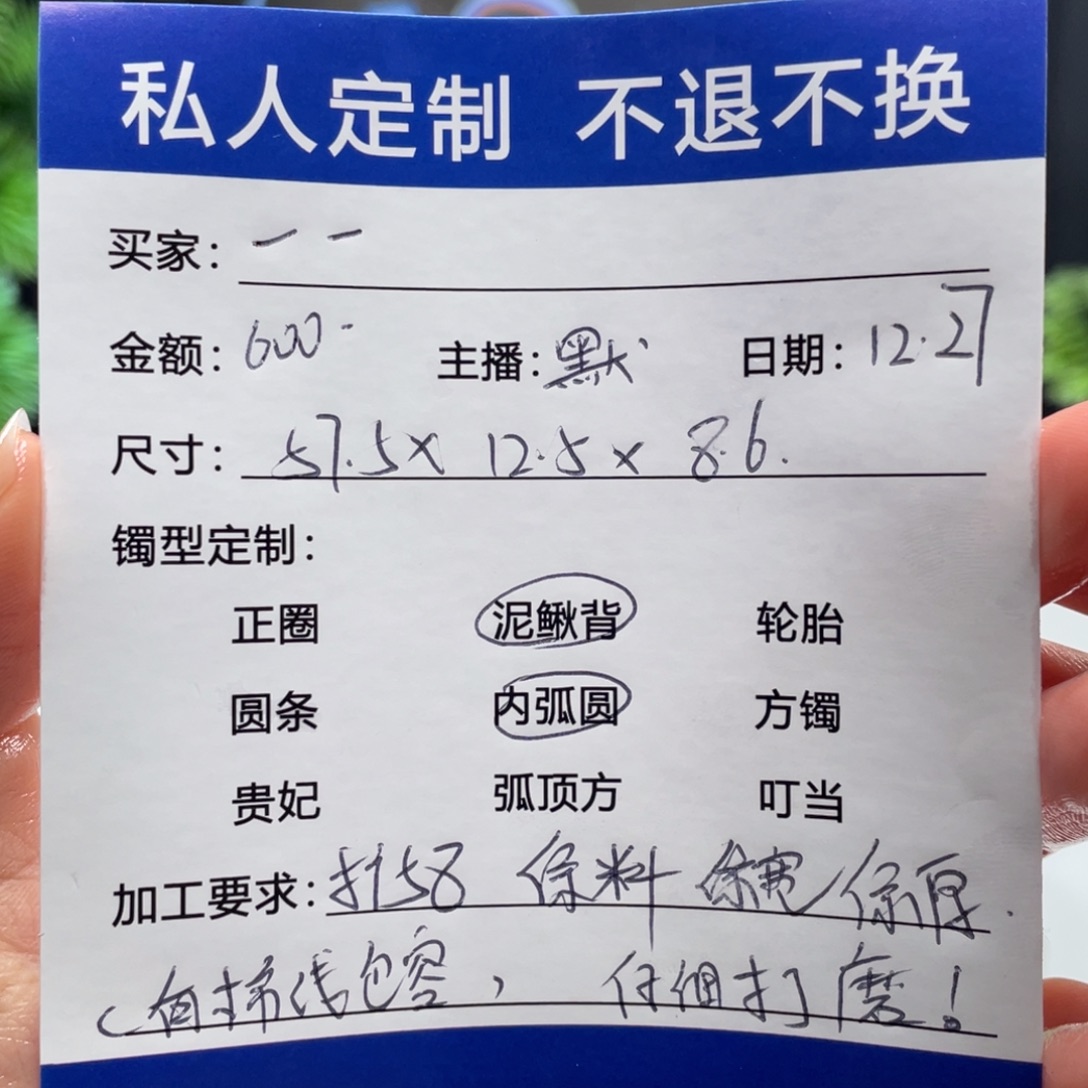 私人定制 不退不换
买家：一一
金额：600- 主播：默 日期：12.27
尺寸：57.5× 12.5× 8.6.
镯型定制：
正圈 泥鳅背 轮胎
圆条 内弧圆 方镯
贵妃 弧顶方 叮当
加工要求：打58 保料 保宽 保厚.
（有棉线包容） 仔细打磨！